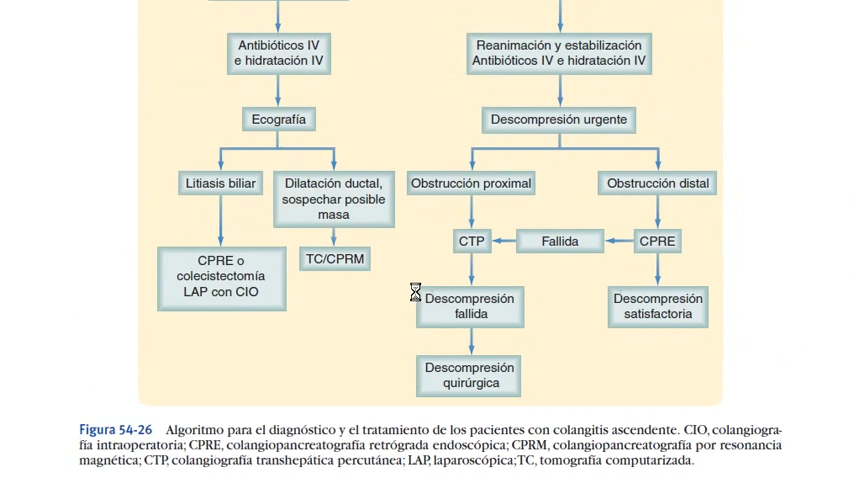 Antibióticos IV
e hidratación IV
Reanimación y estabilización
Antibióticos IV e hidratación IV
Ecografía
Descompresión urgente
Litiasis biliar
Dilatación ductal,
sospechar posible
masa
Obstrucción proximal
Obstrucción distal
CPRE o
colecistectomía
LAP con CIO
TC/CPRM
CTP
Fallida
CPRE
Descompresión
fallida
Descompresión
satisfactoria
Descompresión
quirúrgica
Figura 54-26 Algoritmo para el diagnóstico y el tratamiento de los pacientes con colangitis ascendente. CIO, colangiogra-
fía intraoperatoria; CPRE, colangiopancreatografía retrógrada endoscópica; CPRM, colangiopancreatografía por resonancia
magnética; CTP, colangiografía transhepática percutánea; LAP, laparoscópica; TC, tomografía computarizada.